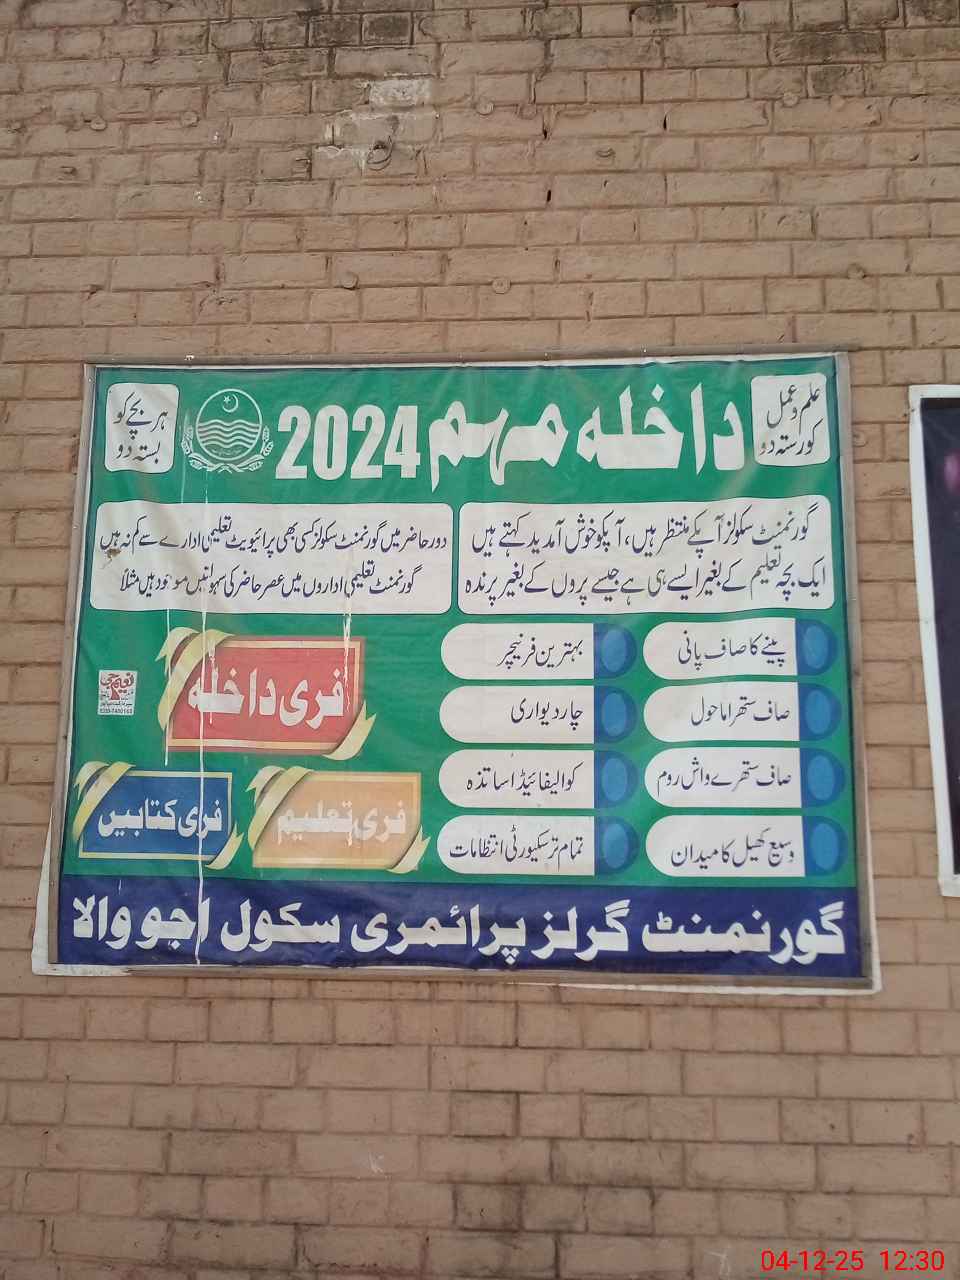 علم و عمل
کو رستہ دو
داخلہ مہم 2024
ہر بچے کو
بستہ دو
گورنمنٹ سکولز آپکے منتظر ہیں، آپکو خوش آمدید کہتے ہیں
ایک بچہ تعلیم کے بغیر ایسے ہی ہے جیسے پروں کے بغیر پرندہ
دور حاضر میں گورنمنٹ سکولز کسی بھی پرائیویٹ تعلیمی ادارے سے کم نہ ہیں
گورنمنٹ تعلیمی اداروں میں عصر حاضر کی سہولتیں موجود ہیں مثلاً
پینے کا صاف پانی
بہترین فرنیچر
صاف ستھرا ماحول
چار دیواری
صاف ستھرے واش روم
کوالیفائیڈ اساتذہ
وسیع کھیل کا میدان
تمام تر سکیورٹی انتظامات
فری داخلہ
فری تعلیم
فری کتابیں
گورنمنٹ گرلز پرائمری سکول اجو والا
04-12-25 12:30